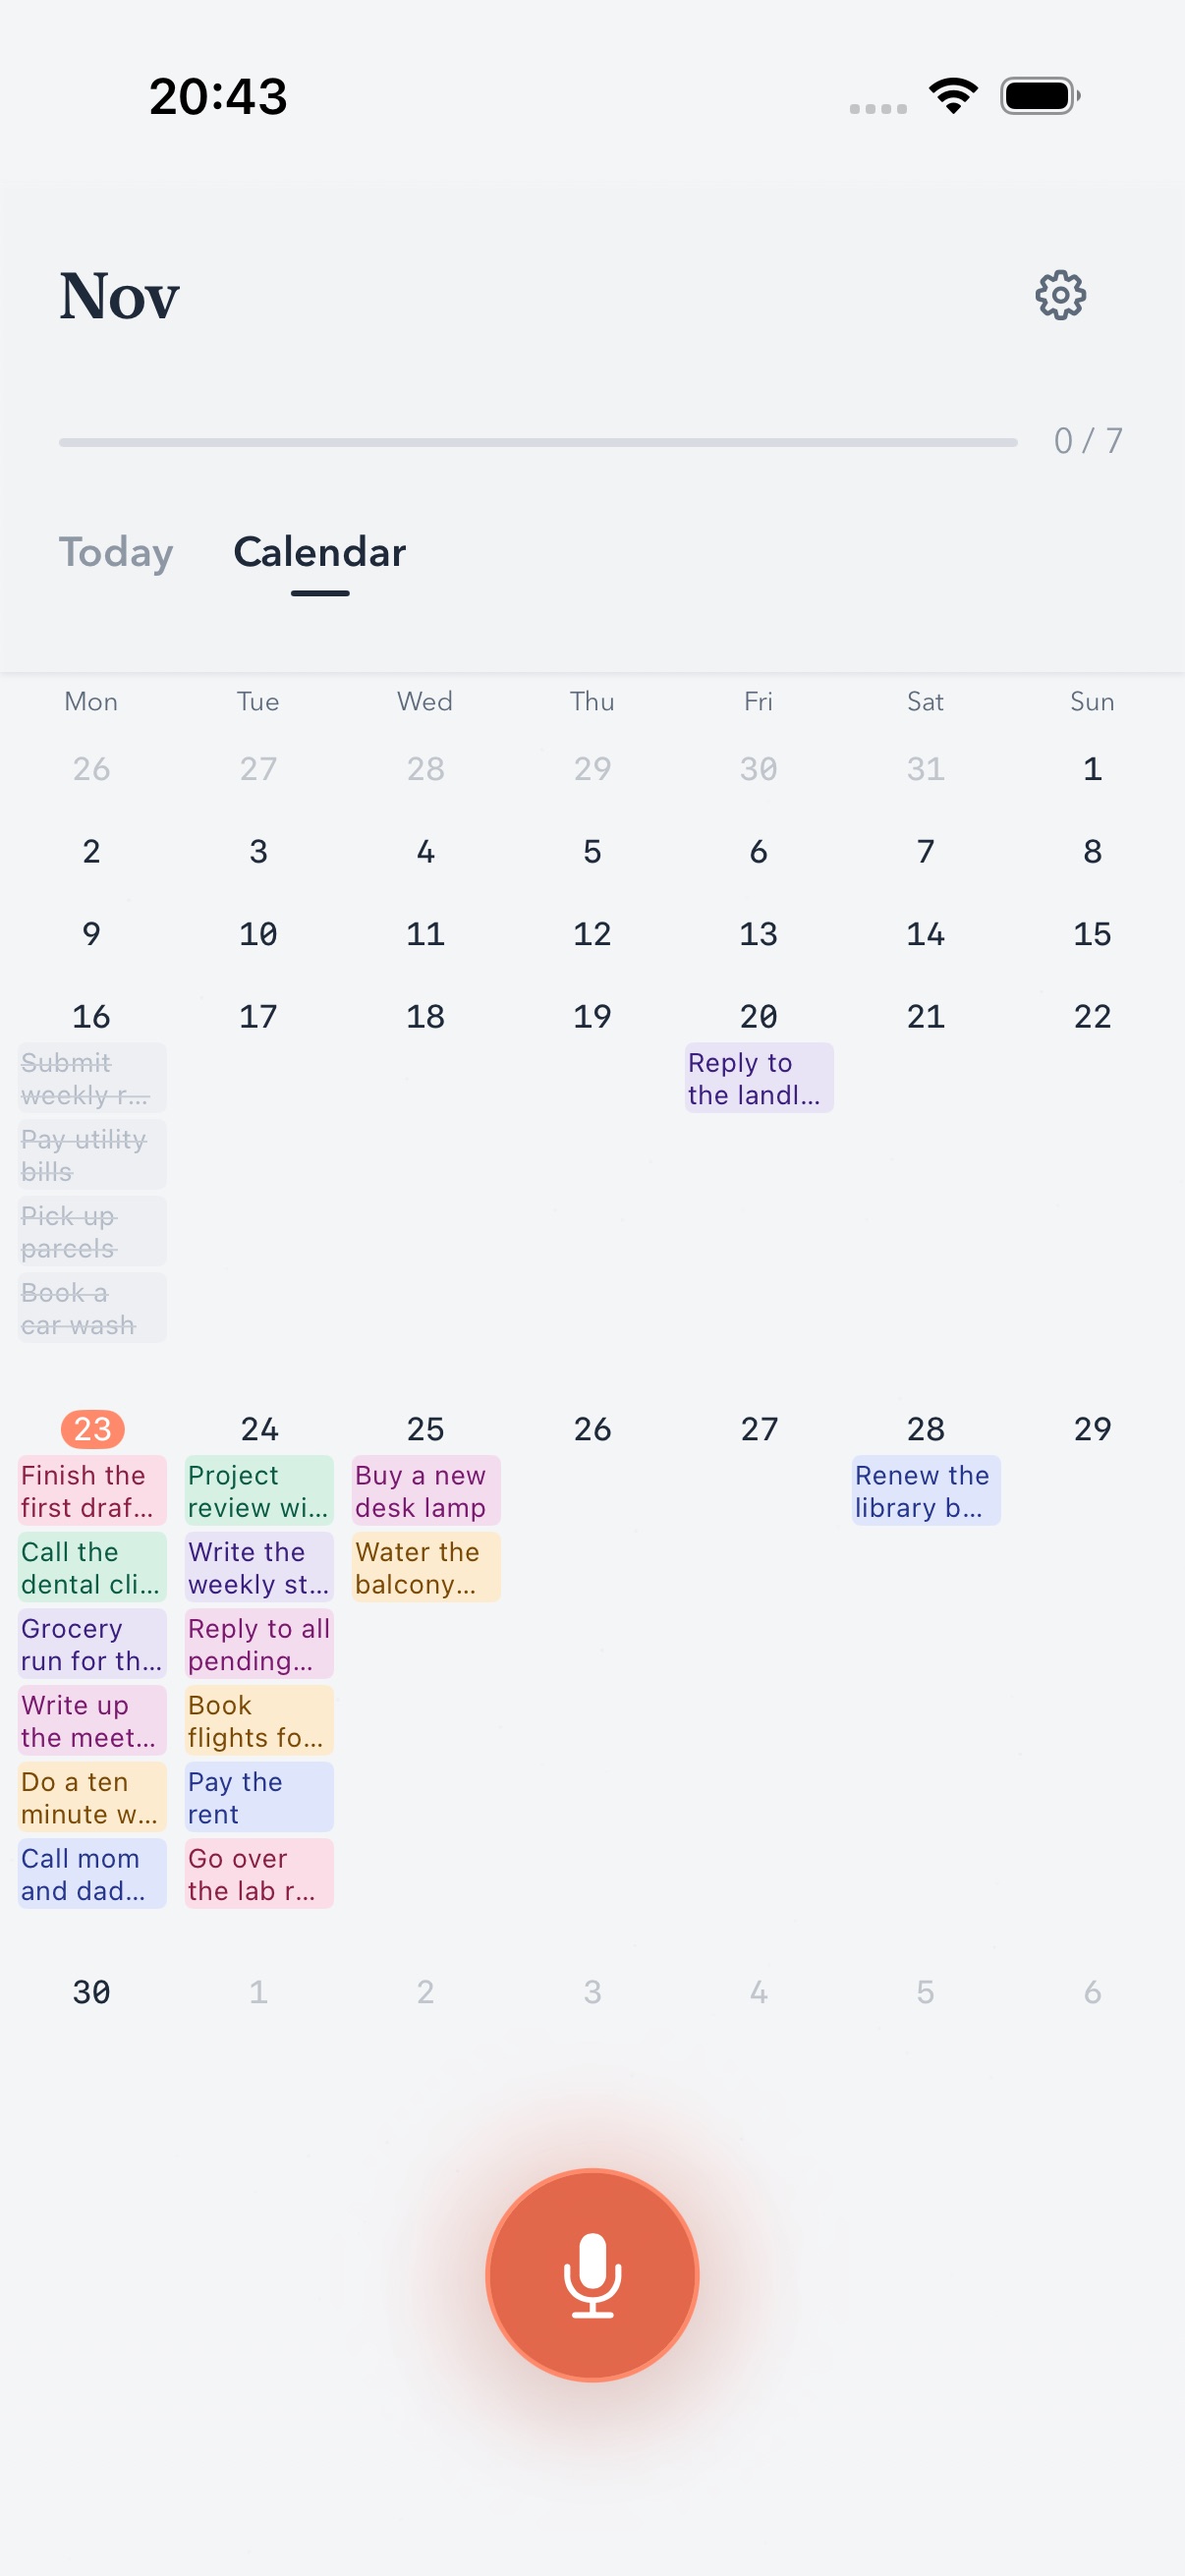 20:43
Nov
0 / 7
Today Calendar
Mon Tue Wed Thu Fri Sat Sun
26 27 28 29 30 31 1
2 3 4 5 6 7 8
9 10 11 12 13 14 15
16 17 18 19 20 21 22
Submit
weekly r...
Pay utility
bills
Pick up
parcels
Book a
car wash
Reply to
the landl...
23 24 25 26 27 28 29
Finish the
first draf...
Call the
dental cli...
Grocery
run for th...
Write up
the meet...
Do a ten
minute w...
Call mom
and dad...
Project
review wi...
Write the
weekly st...
Reply to all
pending...
Book
flights fo...
Pay the
rent
Go over
the lab r...
Buy a new
desk lamp
Water the
balcony...
Renew the
library b...
30 1 2 3 4 5 6